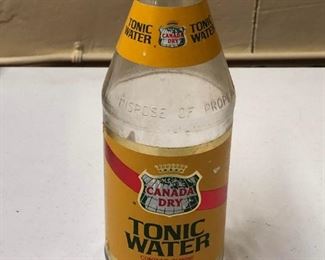 TONIC
WATER
CANADA
DRY
TONIC
WATER
DISPOSE OF PROP
CANADA
DRY
TONIC
WATER